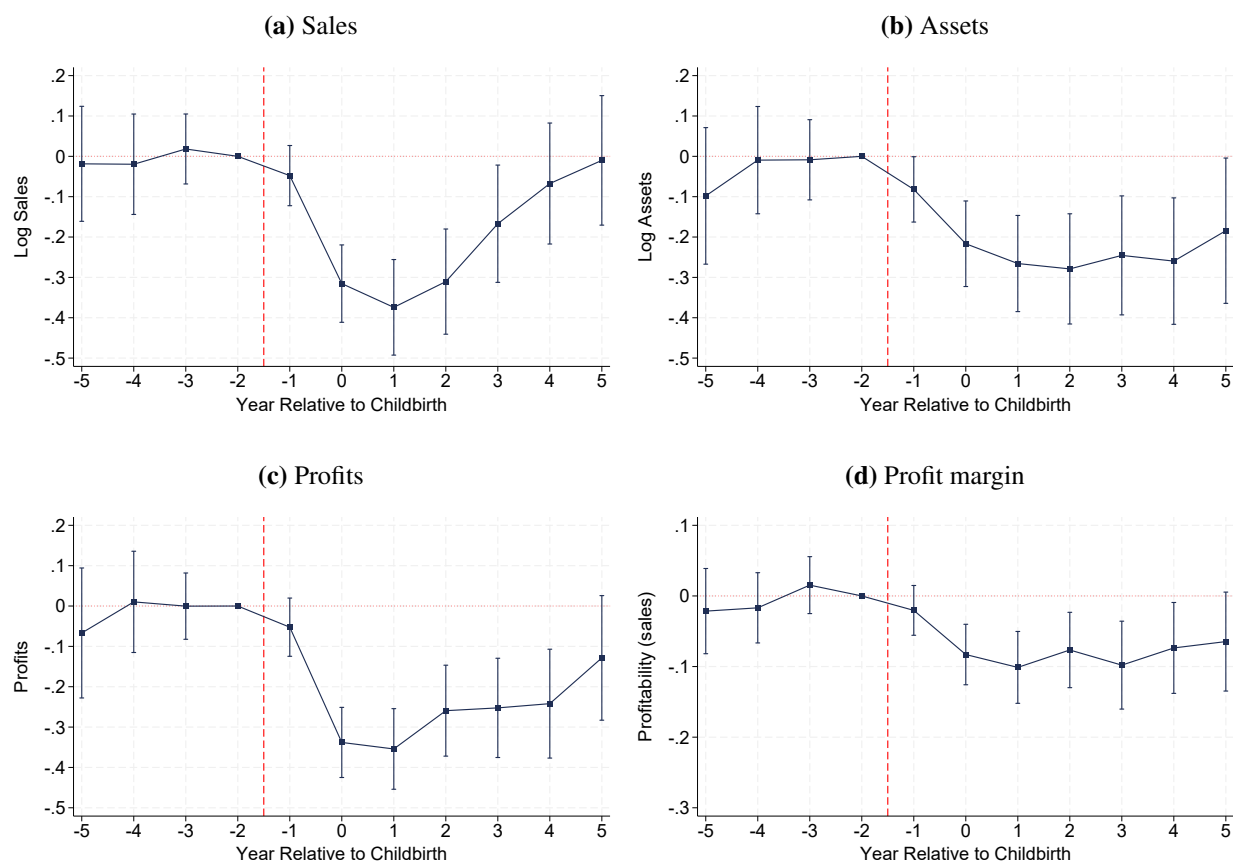 (a) Sales
.2
.1
0
-.1
-.2
-.3
-.4
-.5
Log Sales
-5 -4 -3 -2 -1 0 1 2 3 4 5
Year Relative to Childbirth
(b) Assets
.2
.1
0
-.1
-.2
-.3
-.4
-.5
Log Assets
-5 -4 -3 -2 -1 0 1 2 3 4 5
Year Relative to Childbirth
(c) Profits
.2
.1
0
-.1
-.2
-.3
-.4
-.5
Profits
-5 -4 -3 -2 -1 0 1 2 3 4 5
Year Relative to Childbirth
(d) Profit margin
.1
0
-.1
-.2
-.3
Profitability (sales)
-5 -4 -3 -2 -1 0 1 2 3 4 5
Year Relative to Childbirth